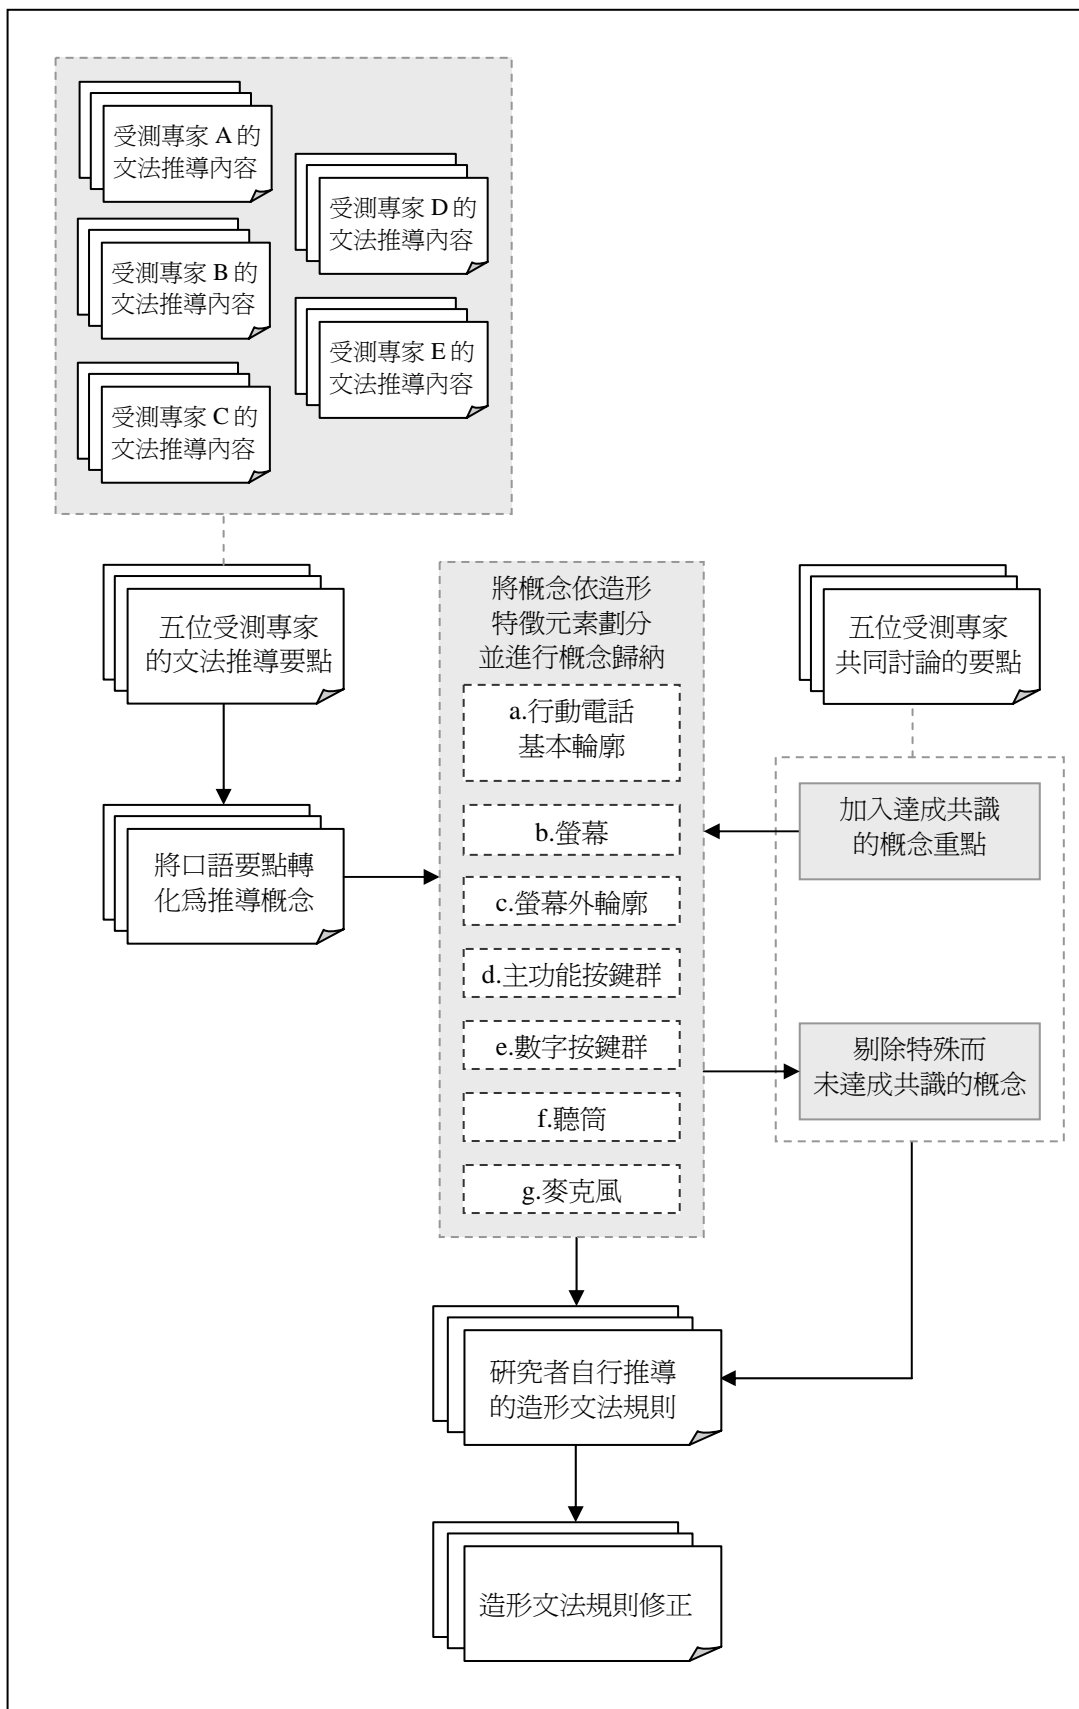 受測專家 A 的
文法推導內容
受測專家 B 的
文法推導內容
受測專家 C 的
文法推導內容
受測專家 D 的
文法推導內容
受測專家 E 的
文法推導內容
五位受測專家
的文法推導要點
將口語要點轉
化爲推導概念
將概念依造形
特徵元素劃分
並進行概念歸納
a.行動電話
基本輪廓
b.螢幕
c.螢幕外輪廓
d.主功能按鍵群
e.數字按鍵群
f.聽筒
g.麥克風
五位受測專家
共同討論的要點
加入達成共識
的概念重點
剔除特殊而
未達成共識的概念
研究者自行推導
的造形文法規則
造形文法規則修正